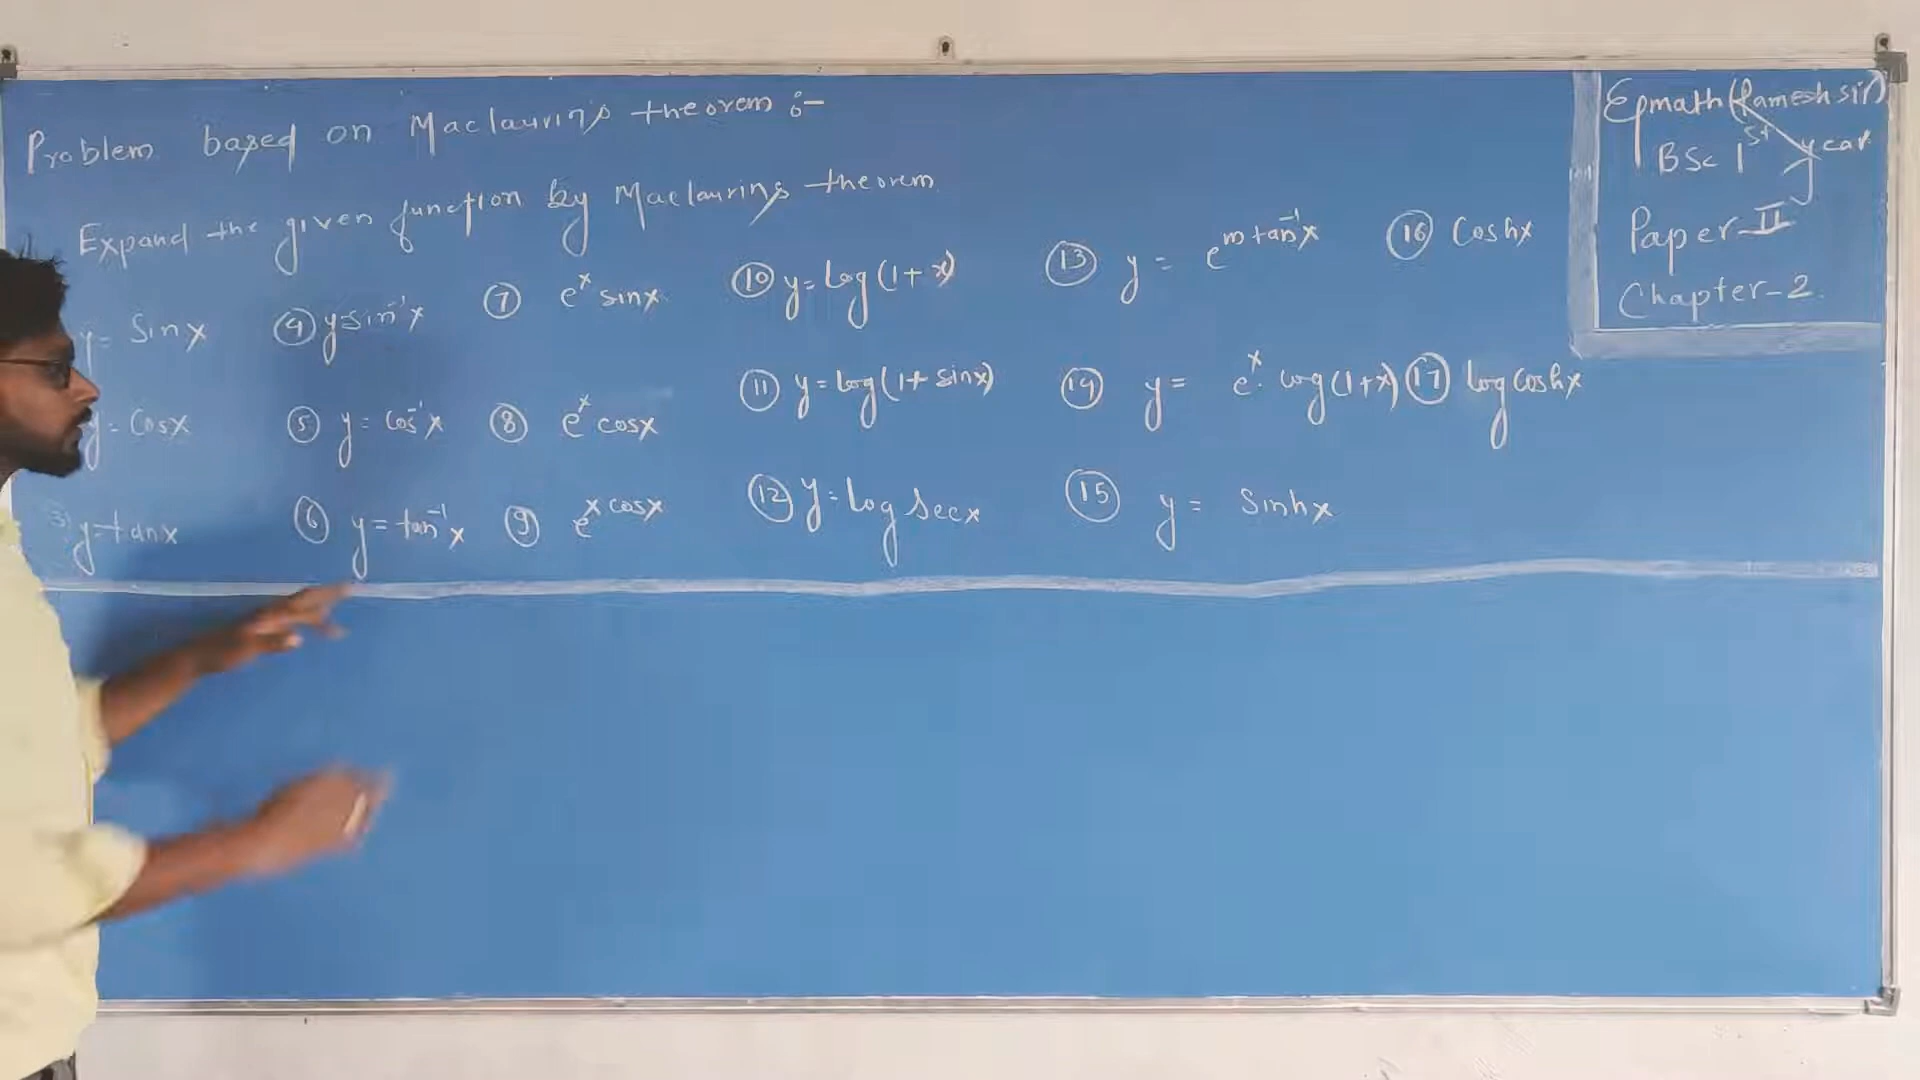 Problem based on Maclaurin's theorem :-
Expand the given function by Maclaurin's theorem
y = Sinx
y = Cosx
3) y=tanx
④ y=sin⁻¹x
⑤ y = cos⁻¹x
⑥ y = tan⁻¹x
⑦ eˣ sinx
⑧ eˣ cosx
⑨ e^(x cosx)
⑩ y= Log (1+x)
⑪ y = log(1+ sinx)
⑫ y= Log Secx
⑬ y = e^(m tan⁻¹x)
⑭ y = eˣ. log(1+x)
⑮ y = Sinhx
⑯ Coshx
⑰ log Coshx
Epmath (Ramesh sir)
BSc 1st year
Paper-II
Chapter-2.